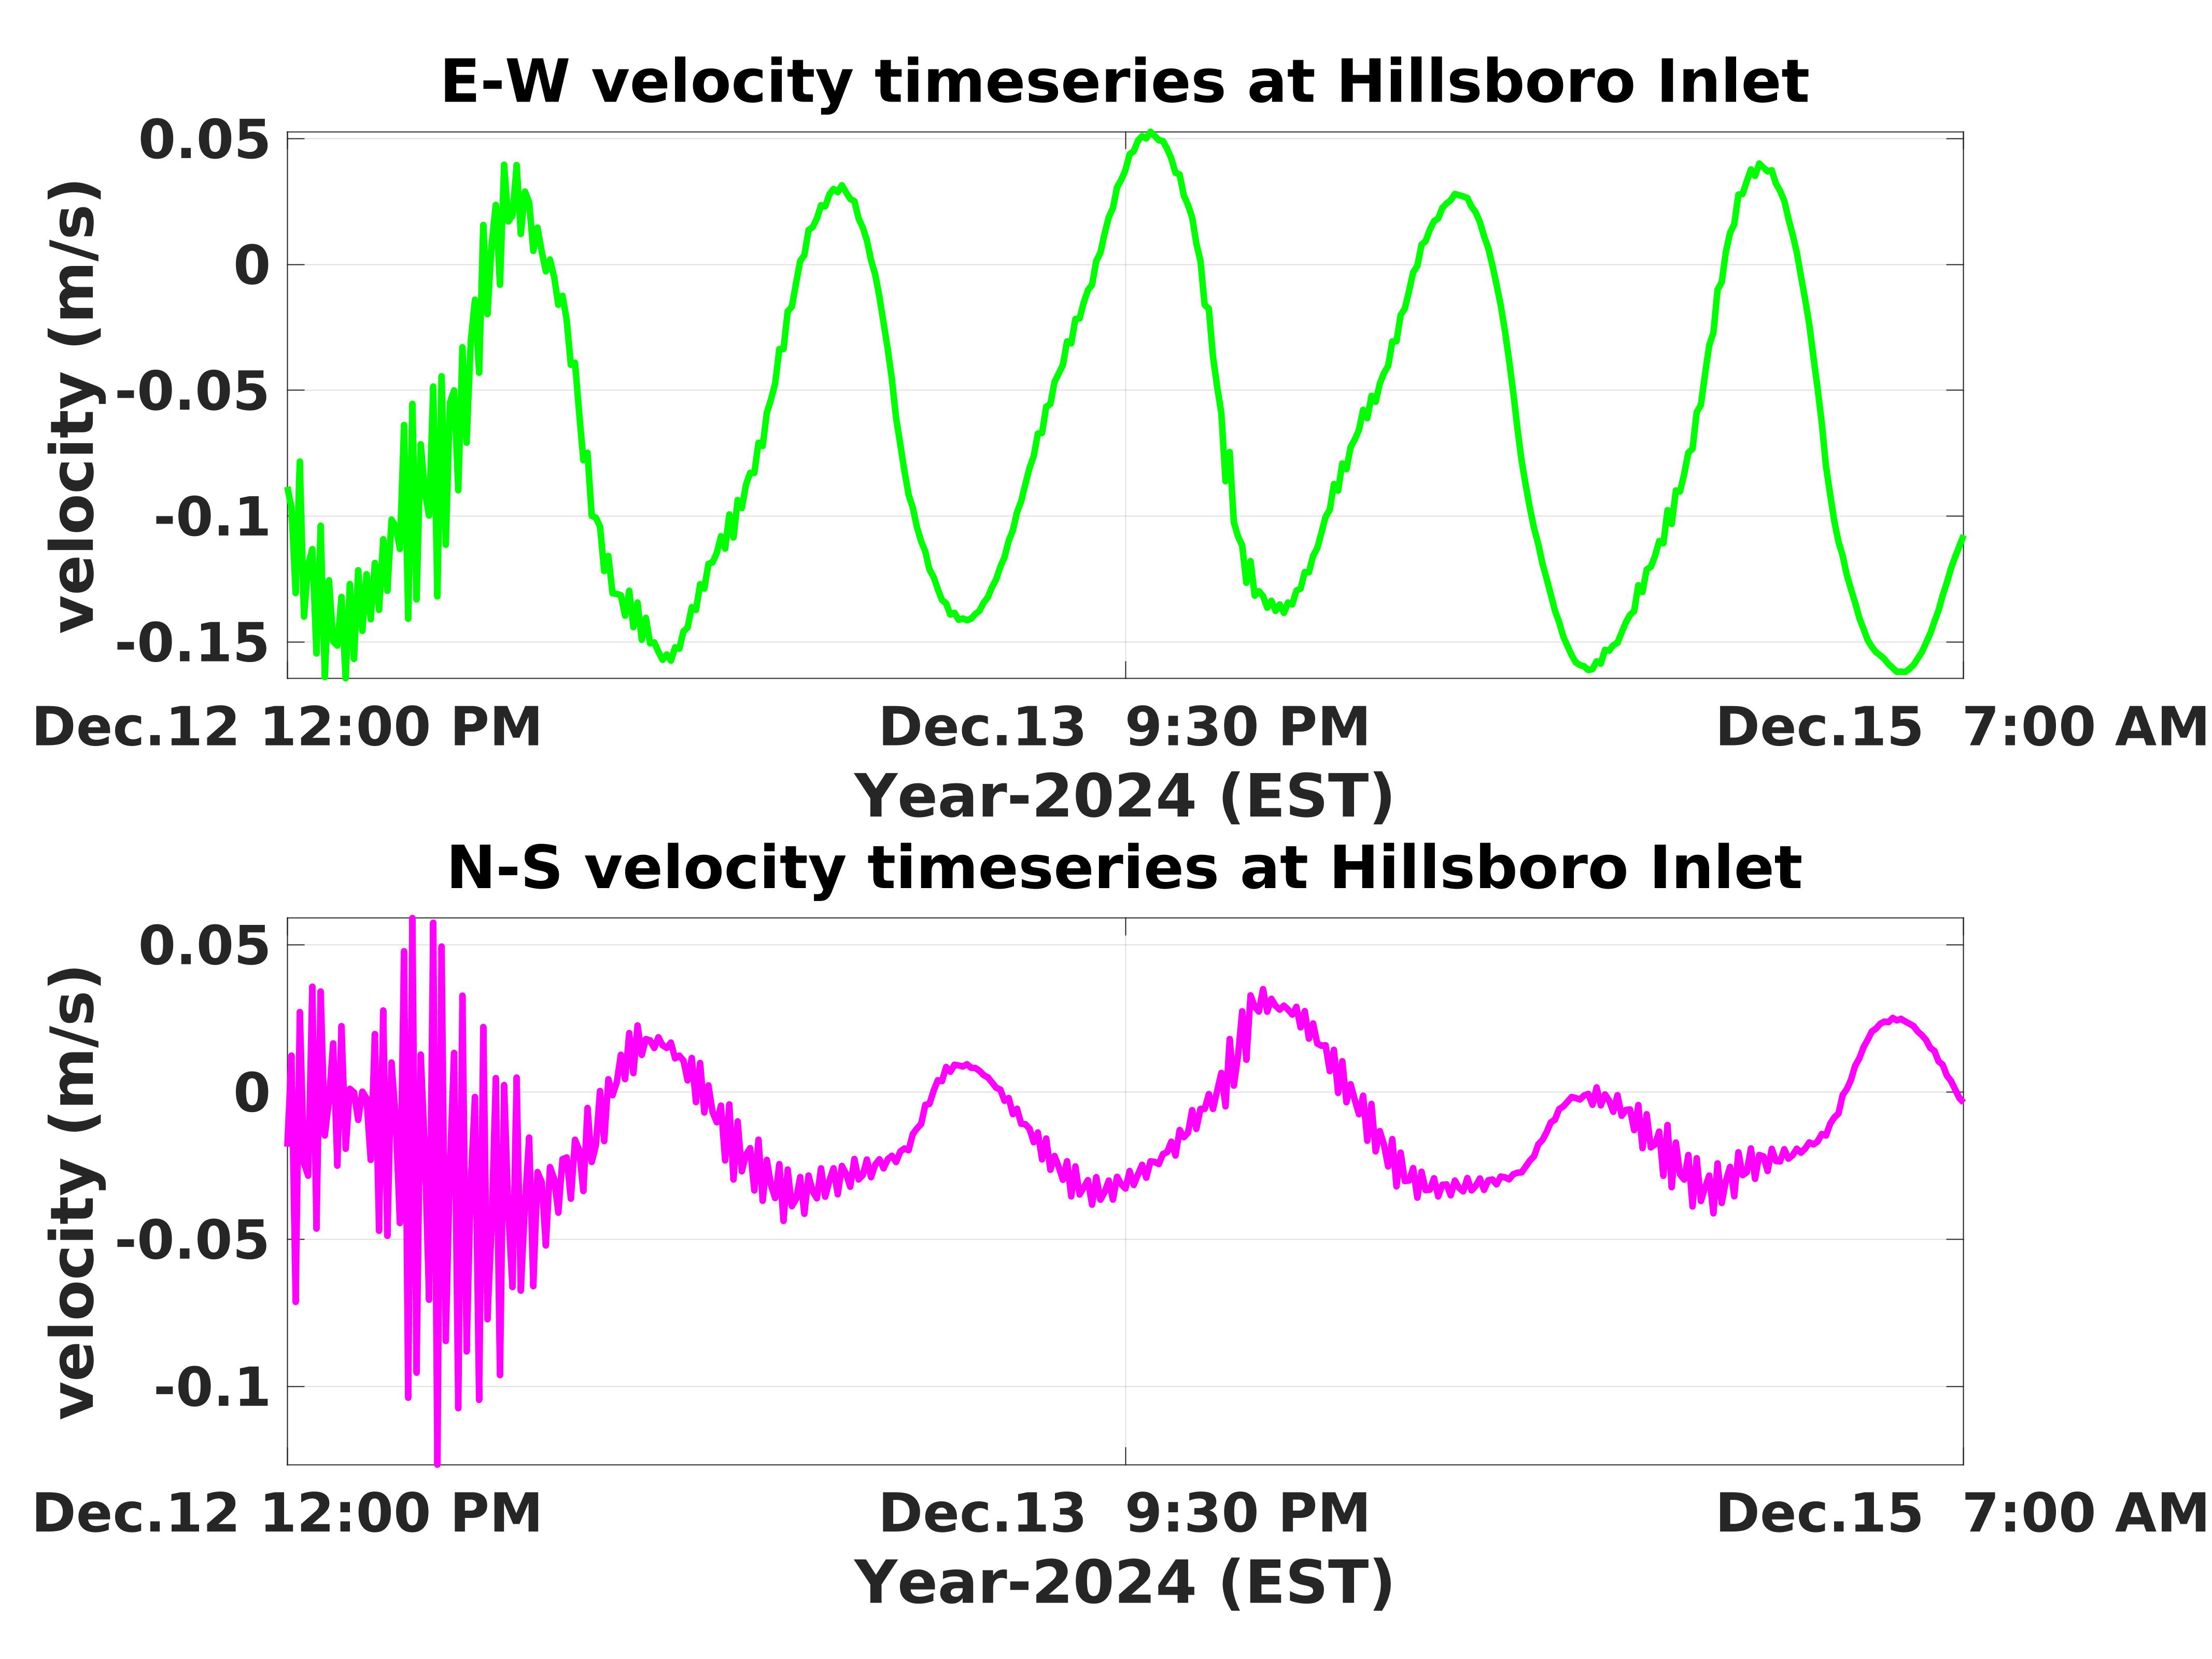 E-W velocity timeseries at Hillsboro Inlet
velocity (m/s)
0.05
0
-0.05
-0.1
-0.15
Dec.12 12:00 PM Dec.13 9:30 PM Dec.15 7:00 AM
Year-2024 (EST)
N-S velocity timeseries at Hillsboro Inlet
velocity (m/s)
0.05
0
-0.05
-0.1
Dec.12 12:00 PM Dec.13 9:30 PM Dec.15 7:00 AM
Year-2024 (EST)